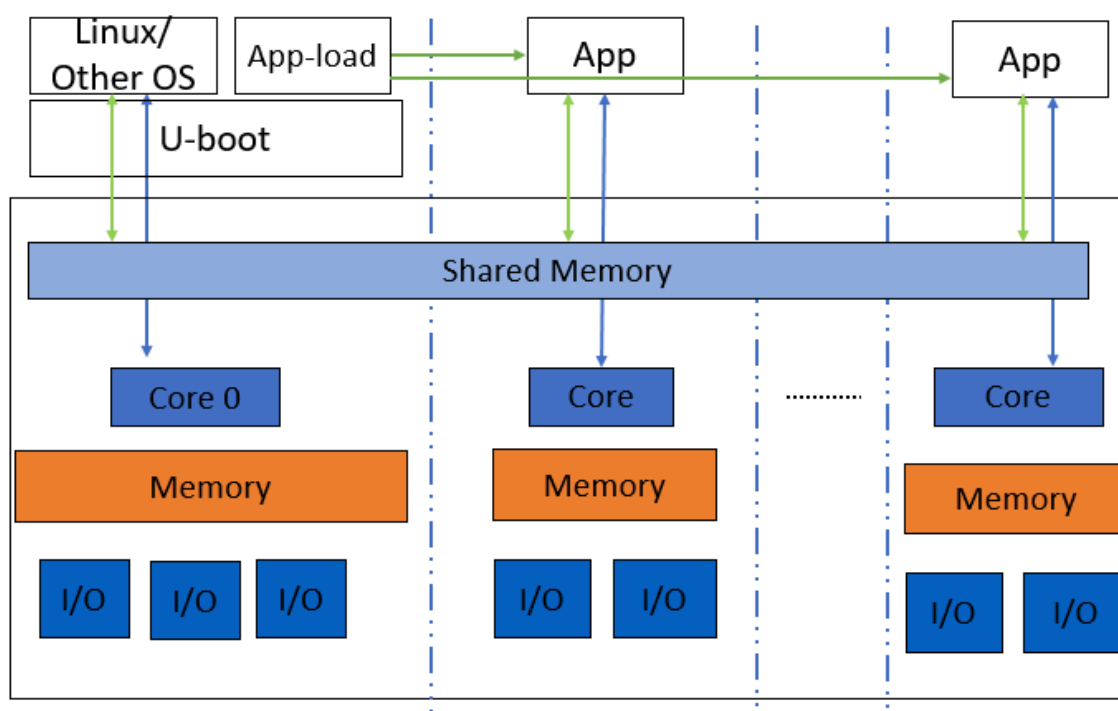 Linux/
Other OS
App-load
App
App
U-boot
Shared Memory
Core 0
Core
Core
Memory
Memory
Memory
I/O
I/O
I/O
I/O
I/O
I/O
I/O